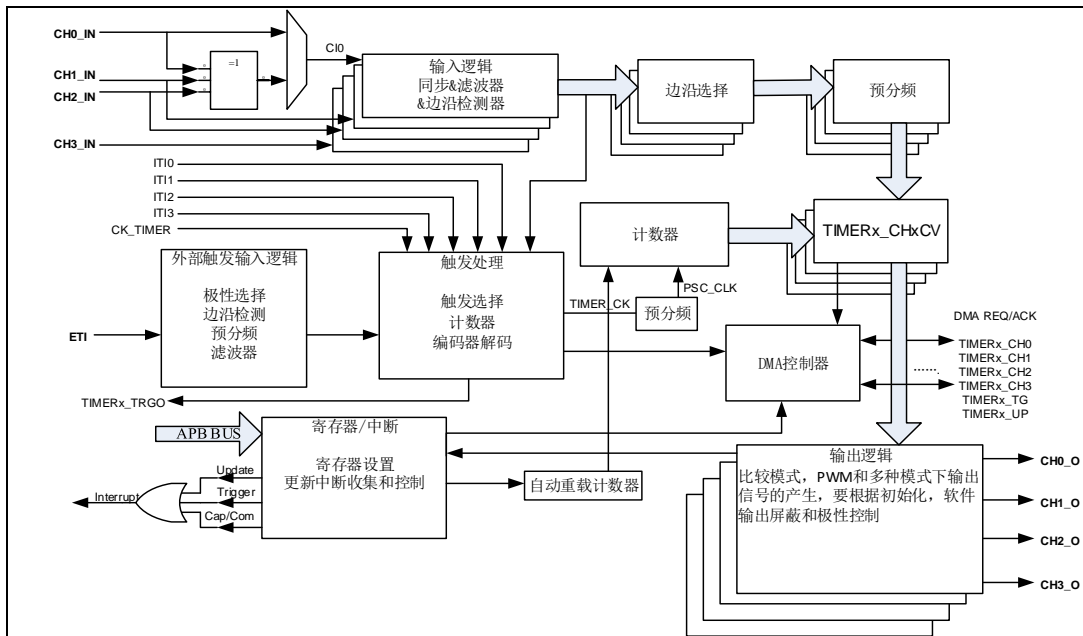 CH0_IN
CH1_IN
CH2_IN
CH3_IN
=1
CI0
输入逻辑
同步&滤波器
&边沿检测器
边沿选择
预分频
ITI0
ITI1
ITI2
ITI3
CK_TIMER
外部触发输入逻辑
极性选择
边沿检测
预分频
滤波器
ETI
触发处理
触发选择
计数器
编码器解码
TIMERx_TRGO
计数器
TIMERx_CHxCV
TIMER_CK
PSC_CLK
预分频
DMA控制器
DMA REQ/ACK
TIMERx_CH0
TIMERx_CH1
TIMERx_CH2
…….
TIMERx_CH3
TIMERx_TG
TIMERx_UP
APB BUS
寄存器/中断
寄存器设置
更新中断收集和控制
Update
Trigger
Cap/Com
Interrupt
自动重载计数器
输出逻辑
比较模式，PWM和多种模式下输出
信号的产生，要根据初始化，软件
输出屏蔽和极性控制
CH0_O
CH1_O
CH2_O
CH3_O